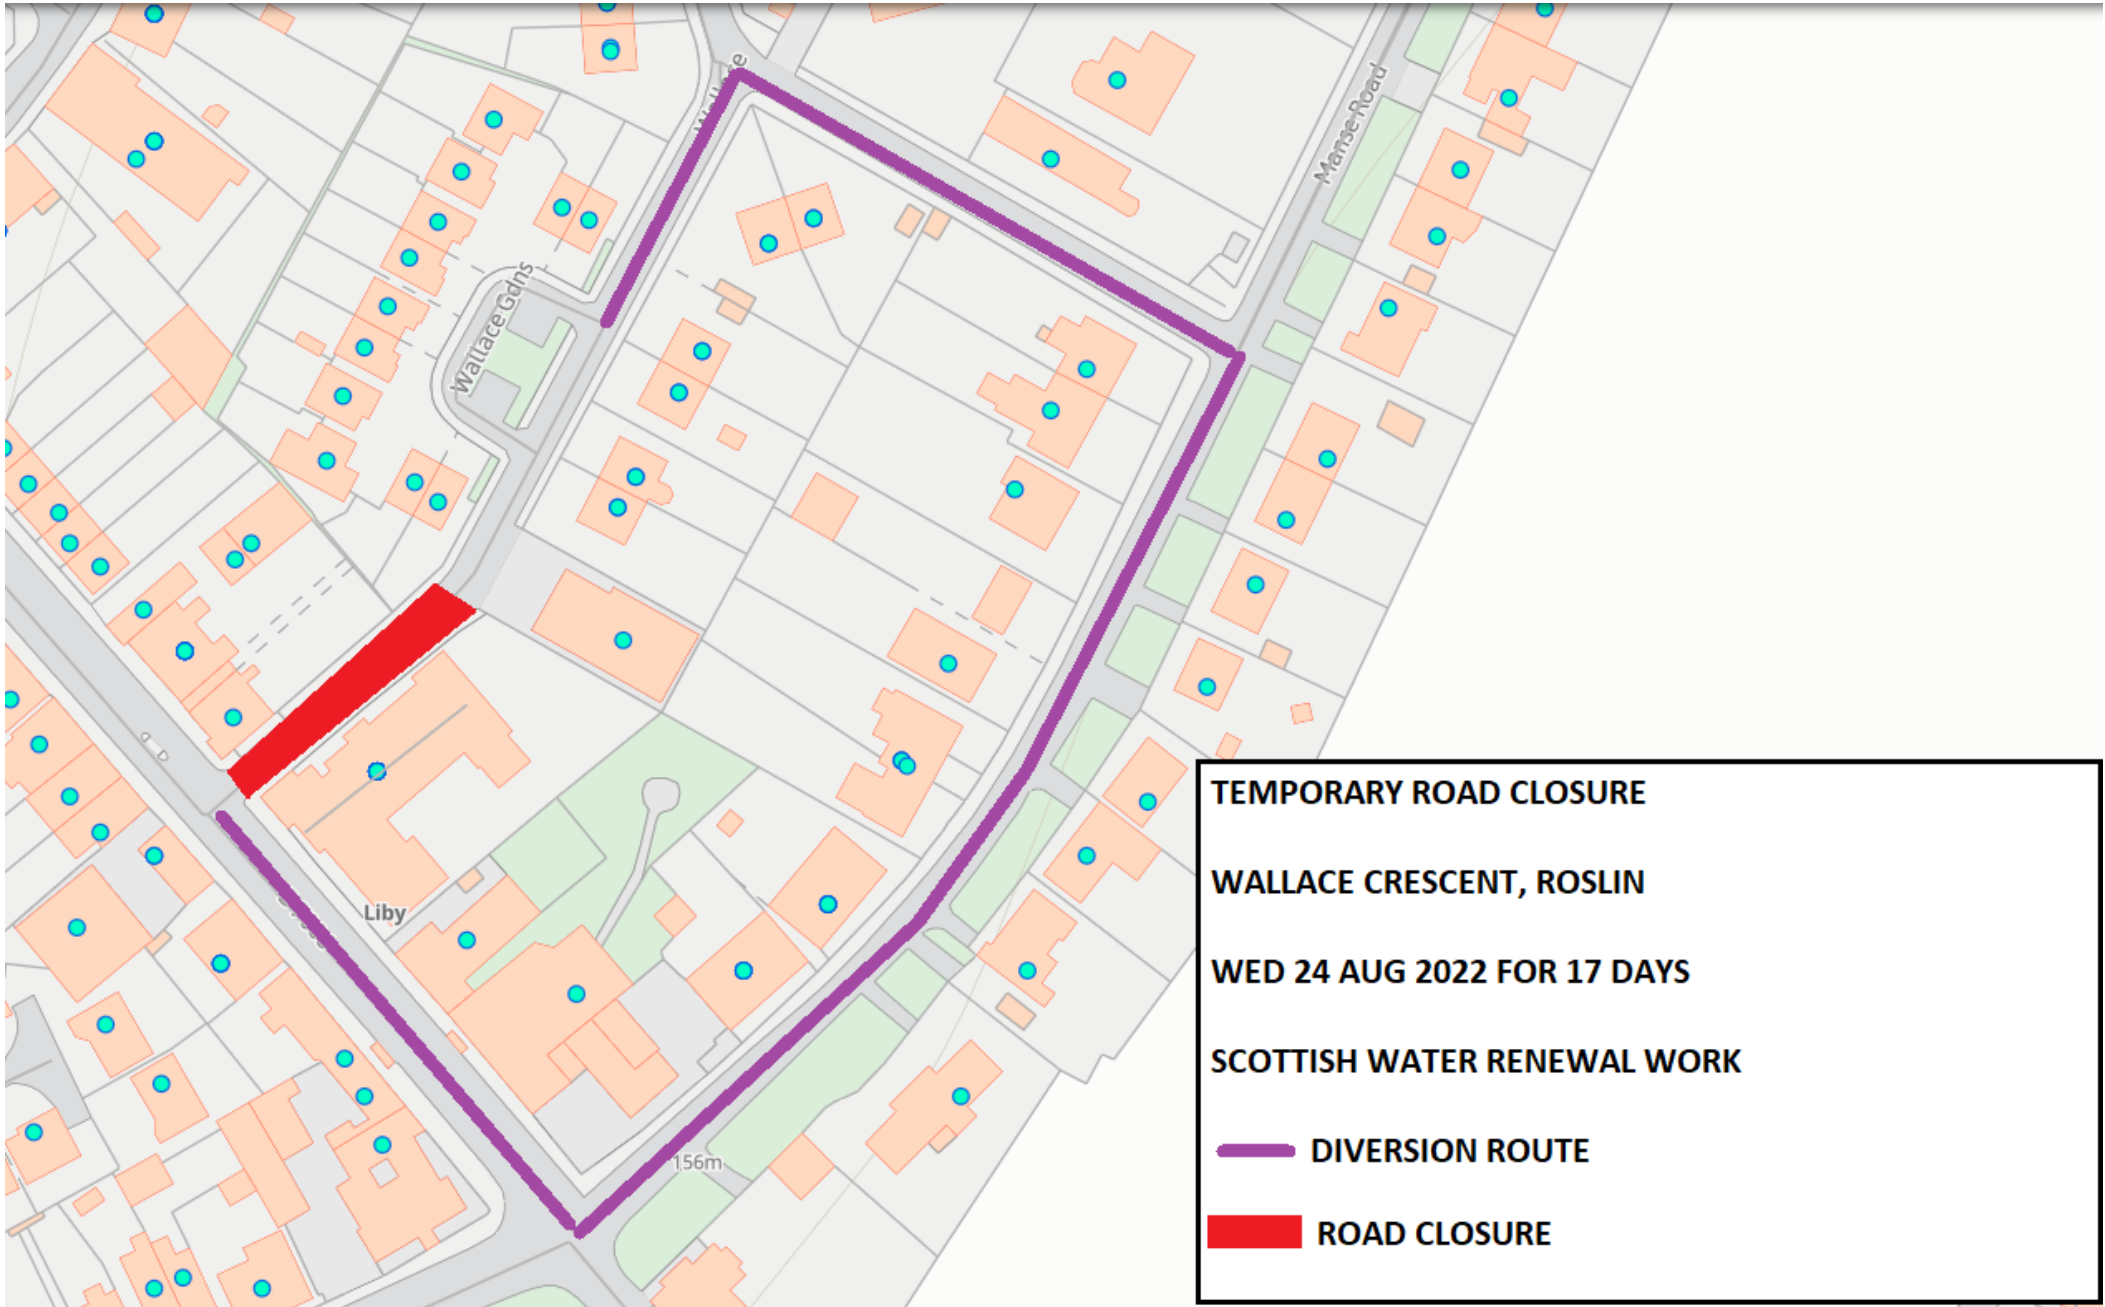 Wallace
Manse Road
Wallace Gdns
Liby
156m
TEMPORARY ROAD CLOSURE
WALLACE CRESCENT, ROSLIN
WED 24 AUG 2022 FOR 17 DAYS
SCOTTISH WATER RENEWAL WORK
DIVERSION ROUTE
ROAD CLOSURE